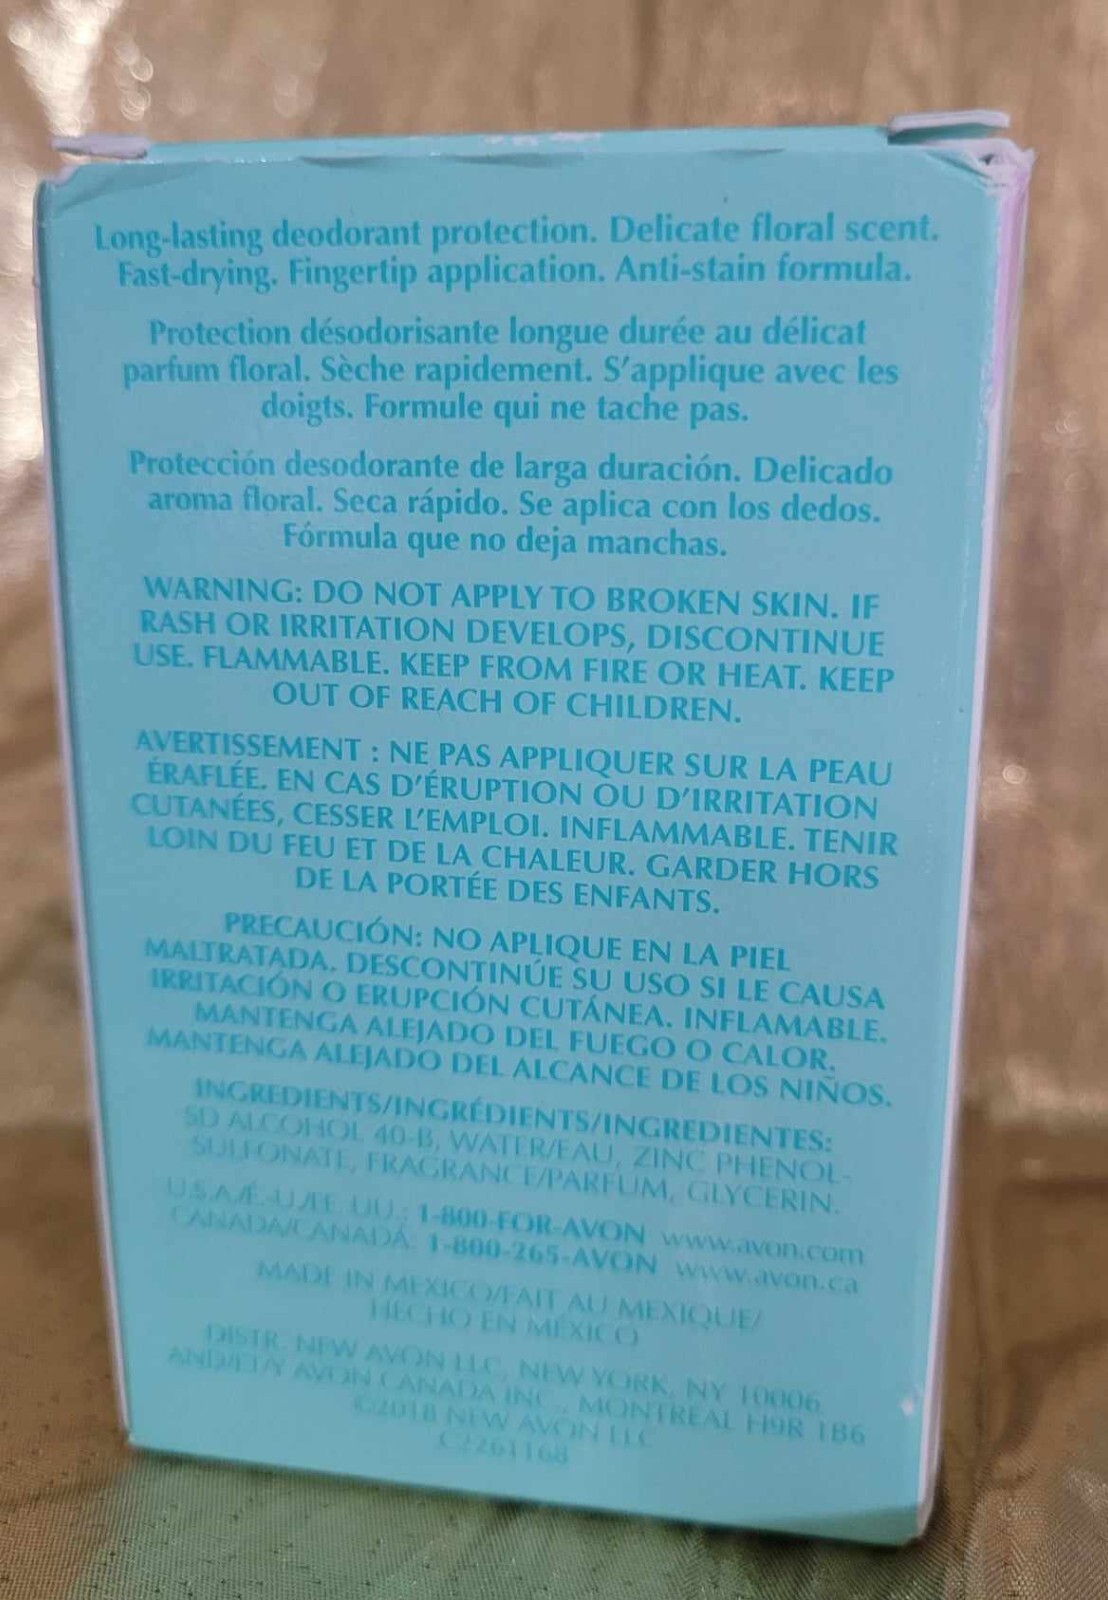 Long-lasting deodorant protection. Delicate floral scent.
Fast-drying. Fingertip application. Anti-stain formula.
Protection désodorisante longue durée au délicat
parfum floral. Sèche rapidement. S'applique avec les
doigts. Formule qui ne tache pas.
Protección desodorante de larga duración. Delicado
aroma floral. Seca rápido. Se aplica con los dedos.
Fórmula que no deja manchas.
WARNING: DO NOT APPLY TO BROKEN SKIN. IF
RASH OR IRRITATION DEVELOPS, DISCONTINUE
USE. FLAMMABLE. KEEP FROM FIRE OR HEAT. KEEP
OUT OF REACH OF CHILDREN.
AVERTISSEMENT : NE PAS APPLIQUER SUR LA PEAU
ÉRAFLÉE. EN CAS D'ÉRUPTION OU D'IRRITATION
CUTANÉES, CESSER L'EMPLOI. INFLAMMABLE. TENIR
LOIN DU FEU ET DE LA CHALEUR. GARDER HORS
DE LA PORTÉE DES ENFANTS.
PRECAUCIÓN: NO APLIQUE EN LA PIEL
MALTRATADA. DESCONTINÚE SU USO SI LE CAUSA
IRRITACIÓN O ERUPCIÓN CUTÁNEA. INFLAMABLE.
MANTENGA ALEJADO DEL FUEGO O CALOR.
MANTENGA ALEJADO DEL ALCANCE DE LOS NIÑOS.
INGREDIENTS/INGRÉDIENTS/INGREDIENTES:
SD ALCOHOL 40-B, WATER/EAU, ZINC PHENOL-
SULFONATE, FRAGRANCE/PARFUM, GLYCERIN.
U.S.A./É.-U./EE. UU.: 1-800-FOR-AVON www.avon.com
CANADA/CANADÁ: 1-800-265-AVON www.avon.ca
MADE IN MEXICO/FAIT AU MEXIQUE/
HECHO EN MÉXICO
DISTR. NEW AVON LLC, NEW YORK, NY 10006
AND/ET/Y AVON CANADA INC., MONTREAL H9R 1B6
©2018 NEW AVON LLC
C2261168